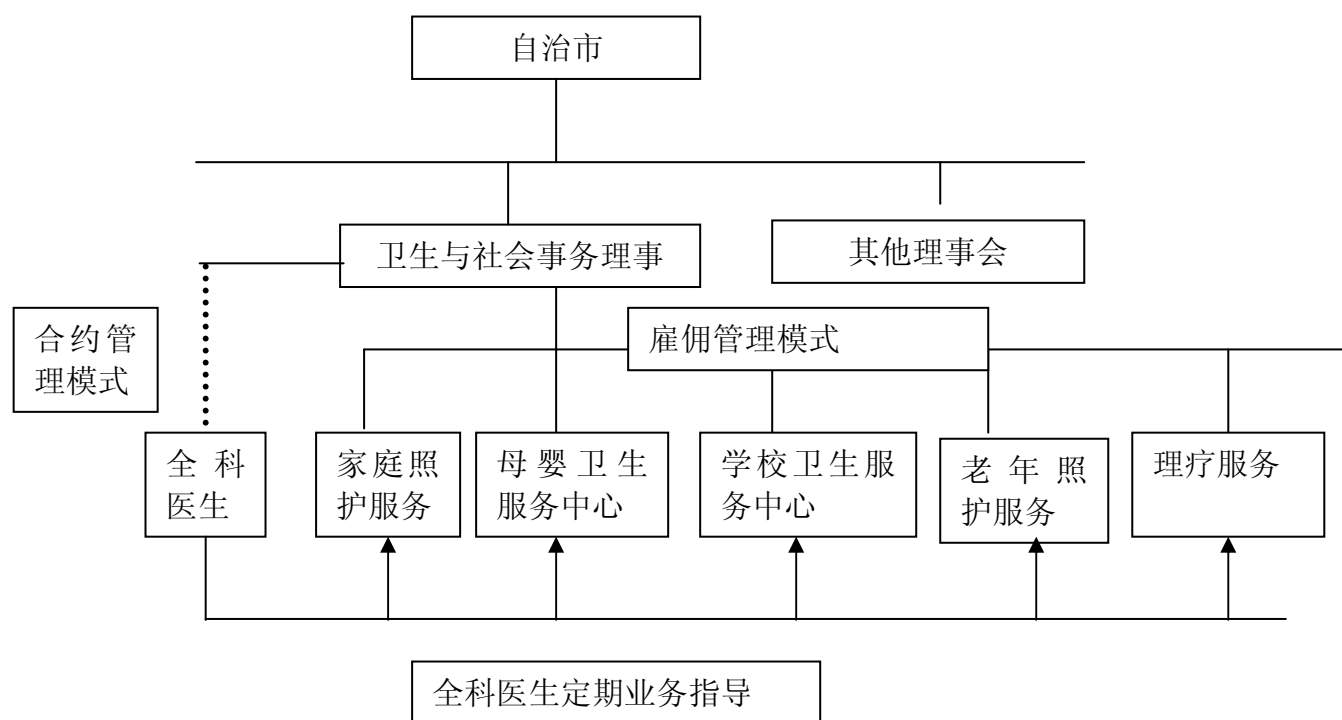 自治市
卫生与社会事务理事
其他理事会
合约管
理模式
雇佣管理模式
全科
医生
家庭照
护服务
母婴卫生
服务中心
学校卫生服
务中心
老年照
护服务
理疗服务
全科医生定期业务指导